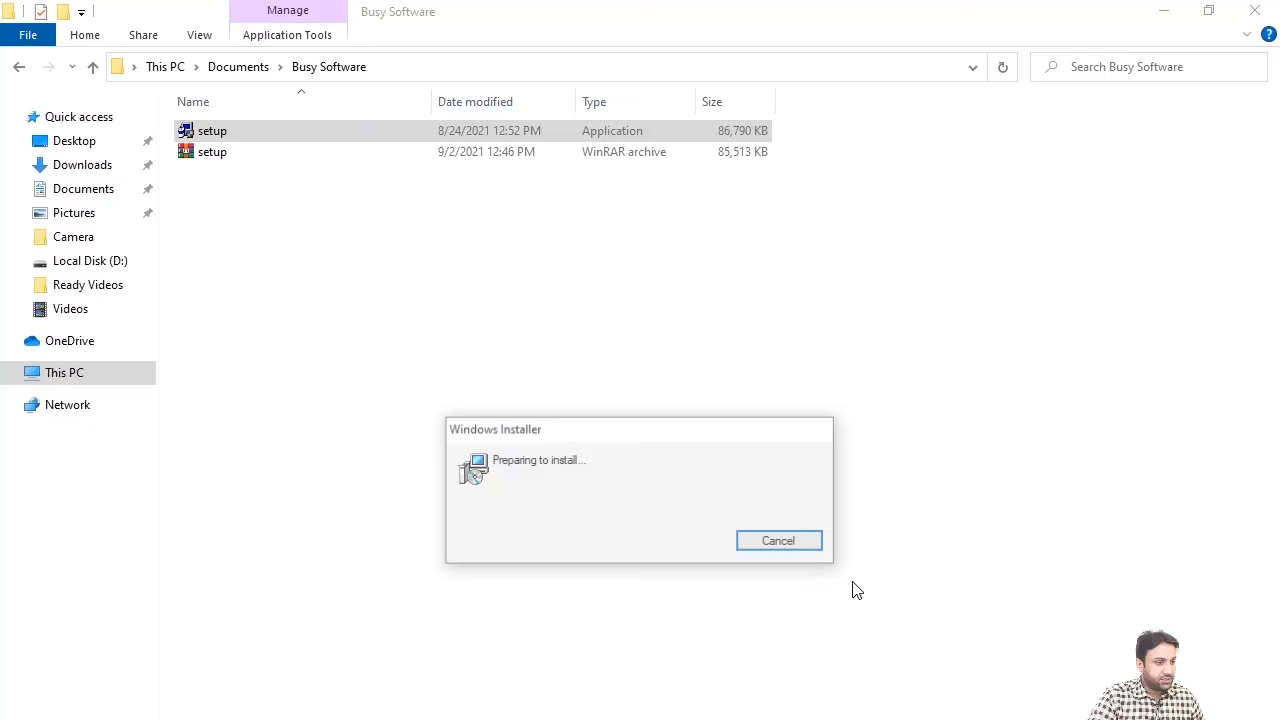 Manage
Busy Software
File
Home
Share
View
Application Tools
This PC
Documents
Busy Software
Search Busy Software
Name
Date modified
Type
Size
Quick access
Desktop
Downloads
Documents
Pictures
Camera
Local Disk (D:)
Ready Videos
Videos
OneDrive
This PC
Network
setup 8/24/2021 12:52 PM Application 86,790 KB
setup 9/2/2021 12:46 PM WinRAR archive 85,513 KB
Windows Installer
Preparing to install...
Cancel